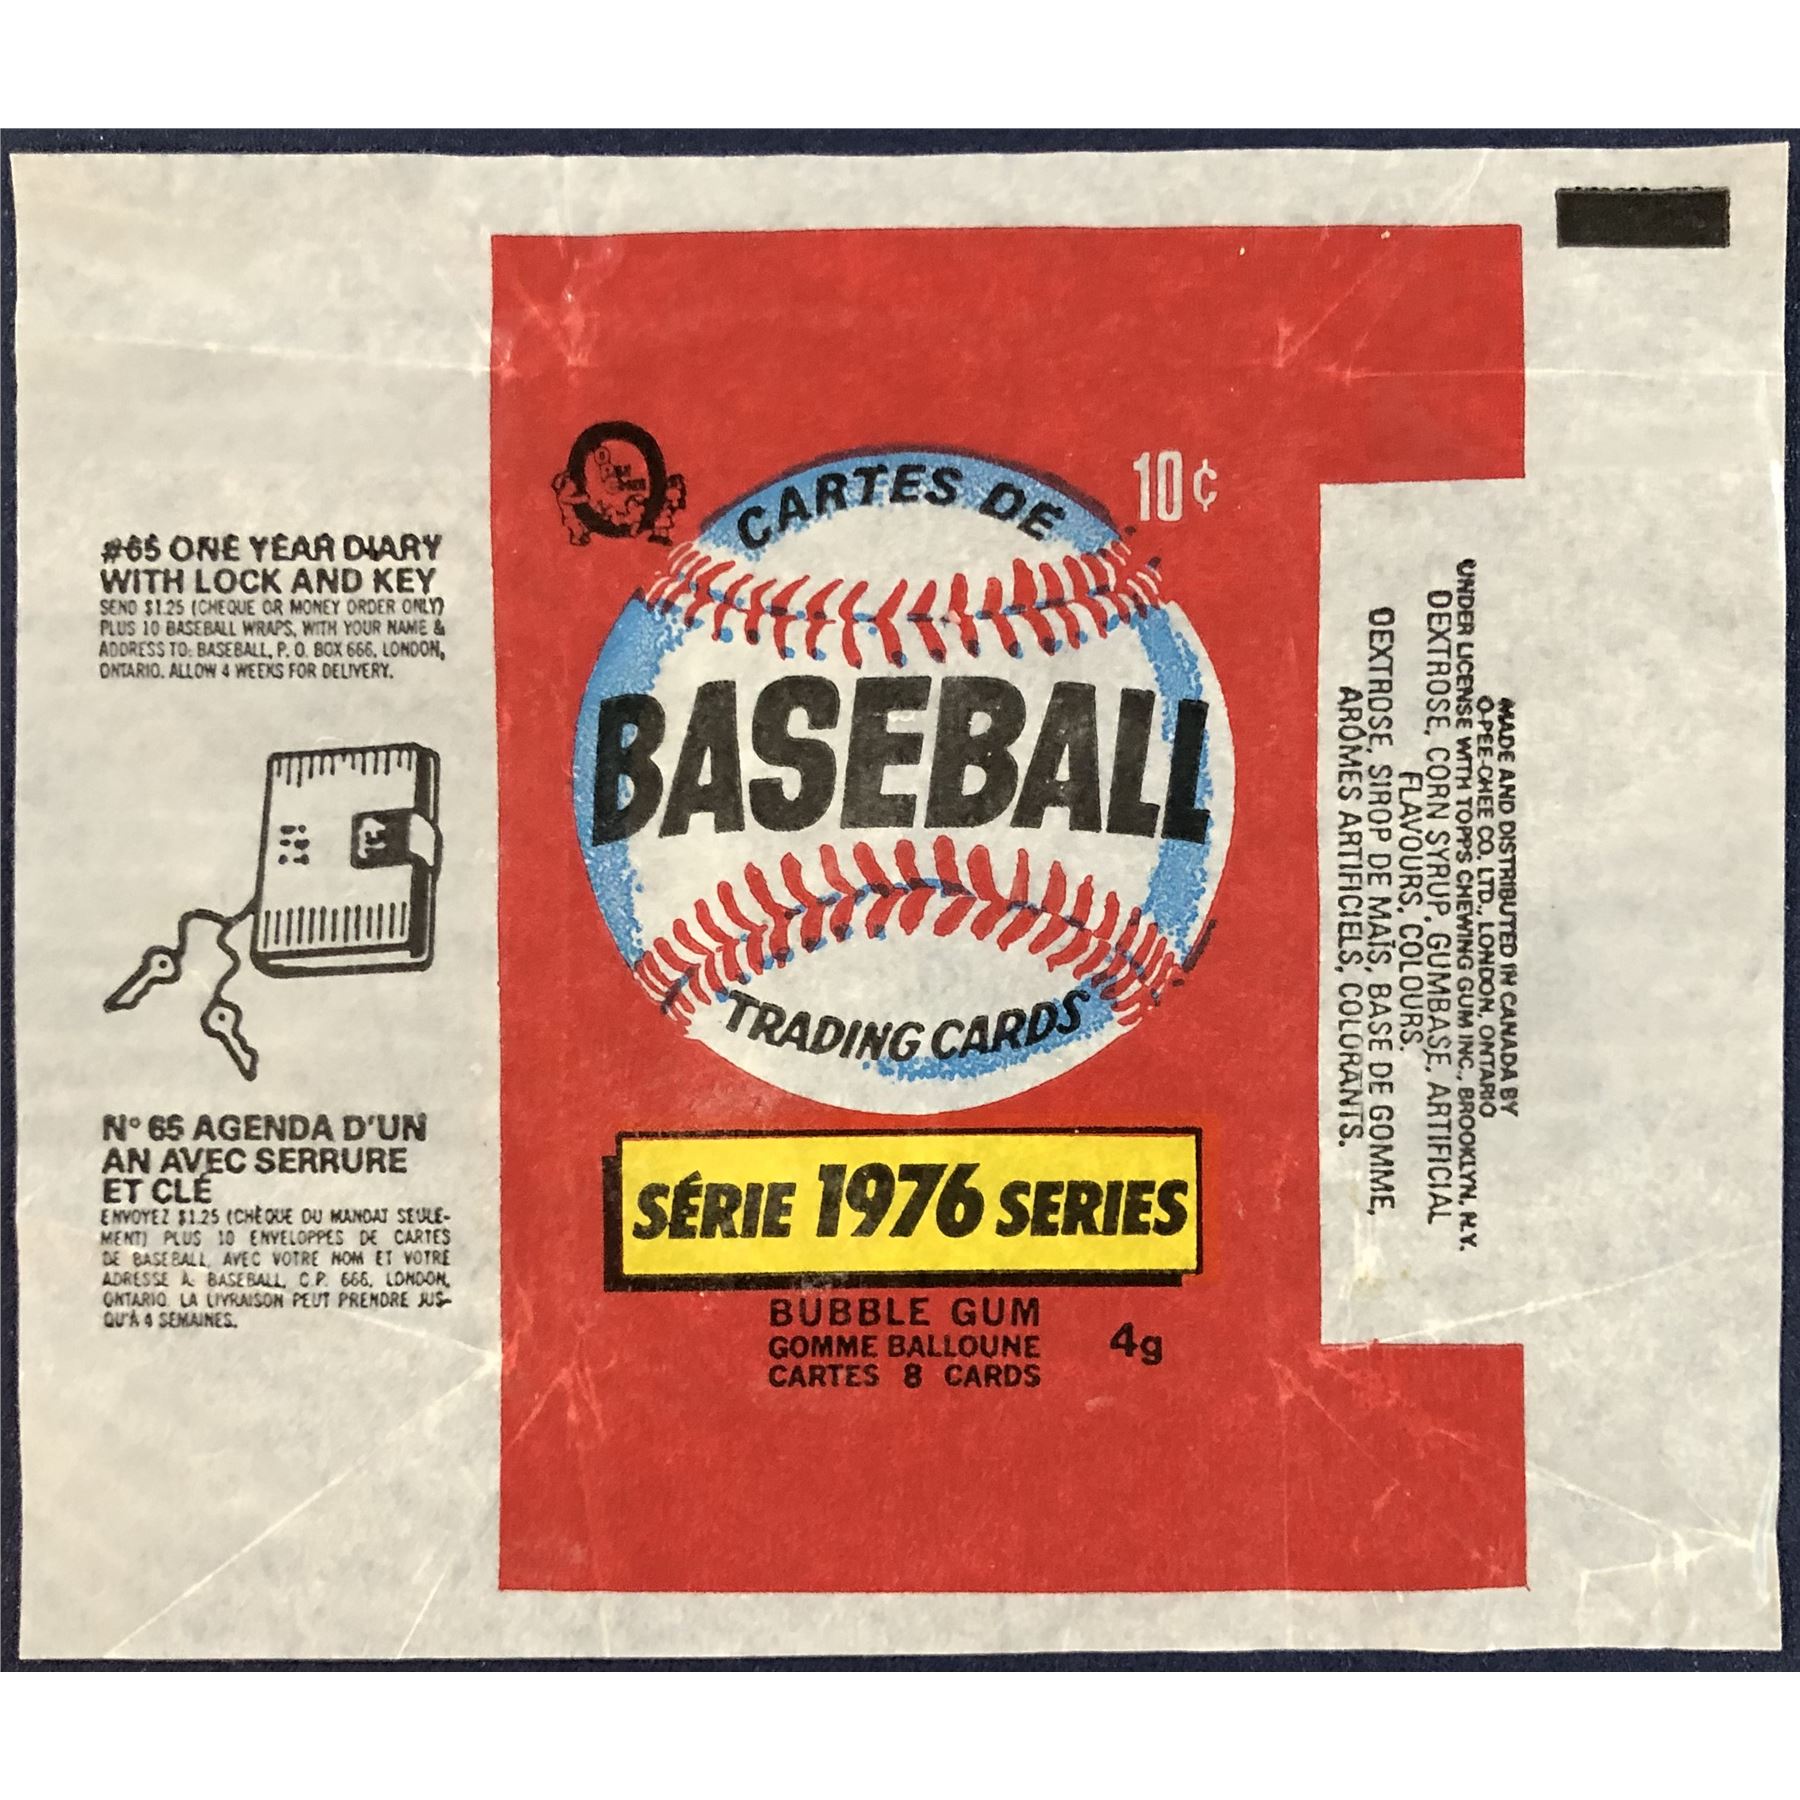 #65 ONE YEAR DIARY
WITH LOCK AND KEY
SEND $1.25 (CHEQUE OR MONEY ORDER ONLY)
PLUS 10 BASEBALL WRAPS, WITH YOUR NAME &
ADDRESS TO: BASEBALL, P. O. BOX 666, LONDON,
ONTARIO. ALLOW 4 WEEKS FOR DELIVERY.
N° 65 AGENDA D'UN
AN AVEC SERRURE
ET CLÉ
ENVOYEZ $1.25 (CHÈQUE OU MANDAT SEULE-
MENT) PLUS 10 ENVELOPPES DE CARTES
DE BASEBALL, AVEC VOTRE NOM ET VOTRE
ADRESSE À: BASEBALL, C.P. 666, LONDON,
ONTARIO. LA LIVRAISON PEUT PRENDRE JUS-
QU'À 4 SEMAINES.
O
O PEE CHEE
10¢
CARTES DE
BASEBALL
TRADING CARDS
SÉRIE 1976 SERIES
BUBBLE GUM
GOMME BALLOUNE
CARTES 8 CARDS
4g
MADE AND DISTRIBUTED IN CANADA BY
O-PEE-CHEE CO. LTD., LONDON, ONTARIO
UNDER LICENSE WITH TOPPS CHEWING GUM INC., BROOKLYN, N.Y.
DEXTROSE, CORN SYRUP, GUMBASE, ARTIFICIAL
FLAVOURS, COLOURS.
DEXTROSE, SIROP DE MAÏS, BASE DE GOMME,
ARÔMES ARTIFICIELS, COLORANTS.